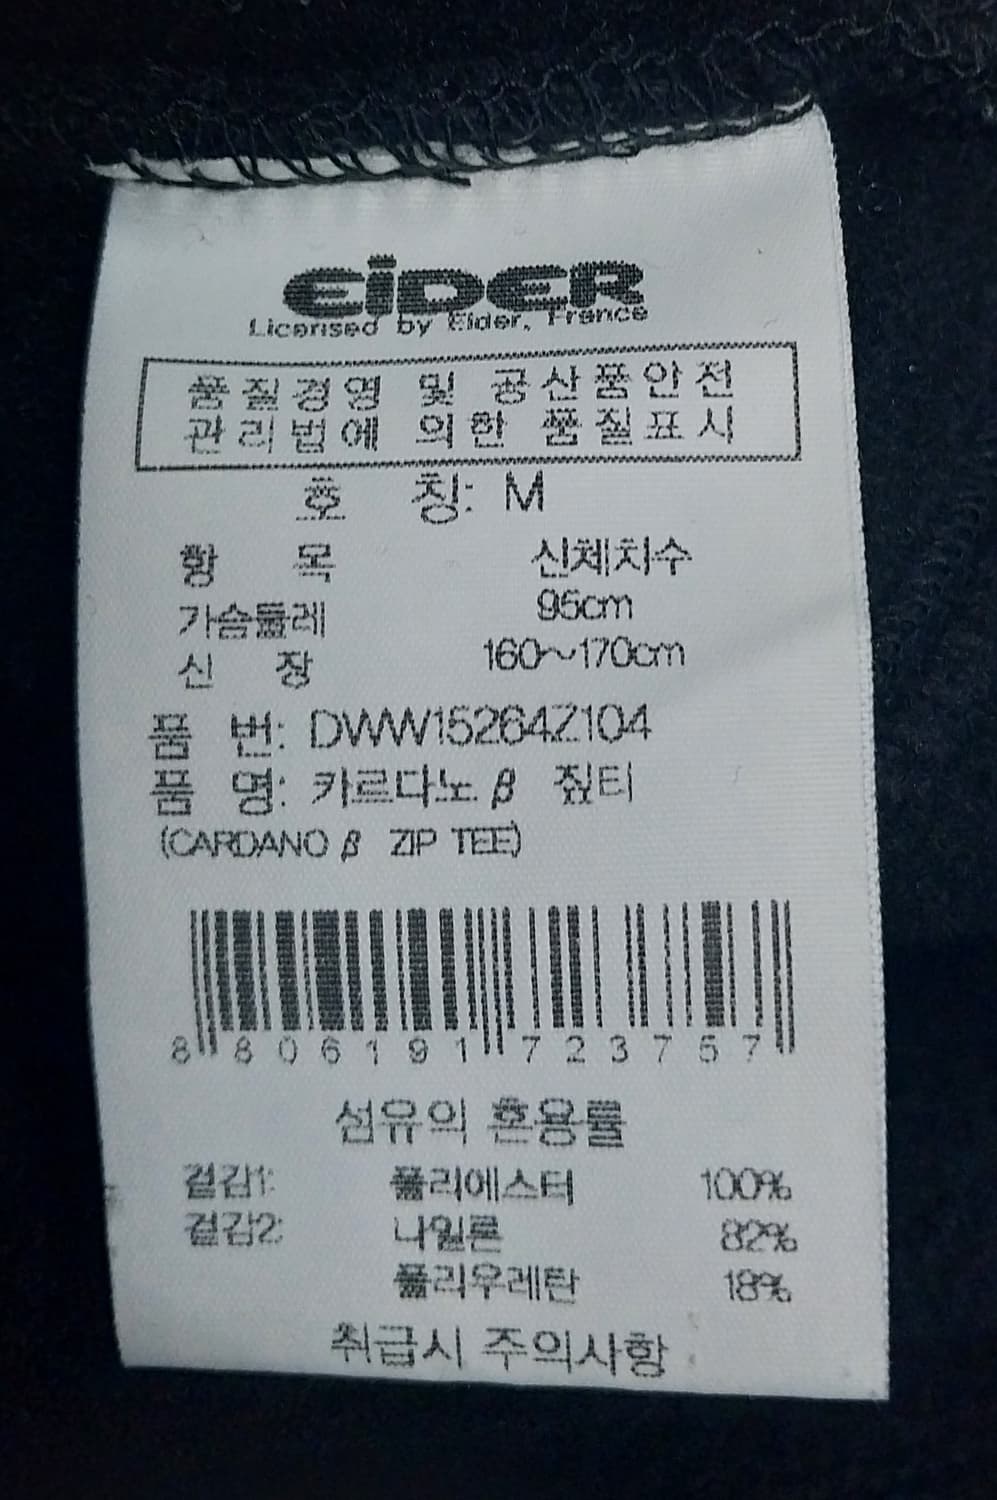 EiDER
Licensed by Eider, France
품질경영 및 공산품안전
관리법에 의한 품질표시
호 칭: M
항 목 신체치수
가슴둘레 95cm
신 장 160~170cm
품 번: DWW15264Z104
품 명: 카르다노 β 짚티
(CARDANO β ZIP TEE)
8 806191 723757
섬유의 혼용률
겉감1: 폴리에스터 100%
겉감2: 나일론 82%
폴리우레탄 18%
취급시 주의사항